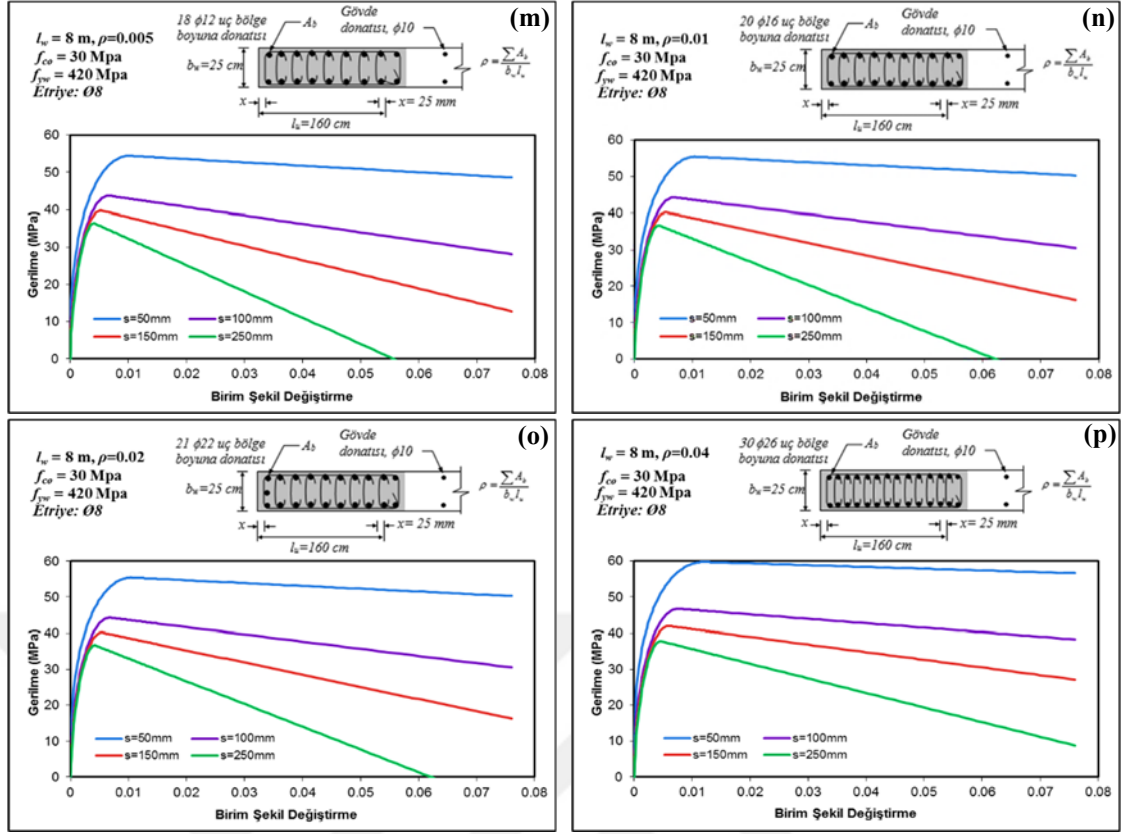 (m)
18 ϕ12 uç bölge
boyuna donatısı
A_b
Gövde
donatısı, ϕ10
l_w = 8 m, ρ=0.005
f_co = 30 Mpa
f_yw = 420 MPa
Etriye: Ø8
b_w=25 cm
ρ = ∑A_b / b_w l_u
x
x= 25 mm
l_u=160 cm
Gerilme (MPa)
60
50
40
30
20
10
0
s=50mm
s=100mm
s=150mm
s=250mm
0 0.01 0.02 0.03 0.04 0.05 0.06 0.07 0.08
Birim Şekil Değiştirme
(n)
20 ϕ16 uç bölge
boyuna donatısı
A_b
Gövde
donatısı, ϕ10
l_w = 8 m, ρ=0.01
f_co = 30 Mpa
f_yw = 420 MPa
Etriye: Ø8
b_w=25 cm
ρ = ∑A_b / b_w l_u
x
x= 25 mm
l_u=160 cm
Gerilme (MPa)
60
50
40
30
20
10
0
s=50mm
s=100mm
s=150mm
s=250mm
0 0.01 0.02 0.03 0.04 0.05 0.06 0.07 0.08
Birim Şekil Değiştirme
(o)
21 ϕ22 uç bölge
boyuna donatısı
A_b
Gövde
donatısı, ϕ10
l_w = 8 m, ρ=0.02
f_co = 30 Mpa
f_yw = 420 MPa
Etriye: Ø8
b_w=25 cm
ρ = ∑A_b / b_w l_u
x
x= 25 mm
l_u=160 cm
Gerilme (MPa)
60
50
40
30
20
10
0
s=50mm
s=100mm
s=150mm
s=250mm
0 0.01 0.02 0.03 0.04 0.05 0.06 0.07 0.08
Birim Şekil Değiştirme
(p)
30 ϕ26 uç bölge
boyuna donatısı
A_b
Gövde
donatısı, ϕ10
l_w = 8 m, ρ=0.04
f_co = 30 Mpa
f_yw = 420 MPa
Etriye: Ø8
b_w=25 cm
ρ = ∑A_b / b_w l_u
x
x= 25 mm
l_u=160 cm
Gerilme (MPa)
60
50
40
30
20
10
0
s=50mm
s=100mm
s=150mm
s=250mm
0 0.01 0.02 0.03 0.04 0.05 0.06 0.07 0.08
Birim Şekil Değiştirme